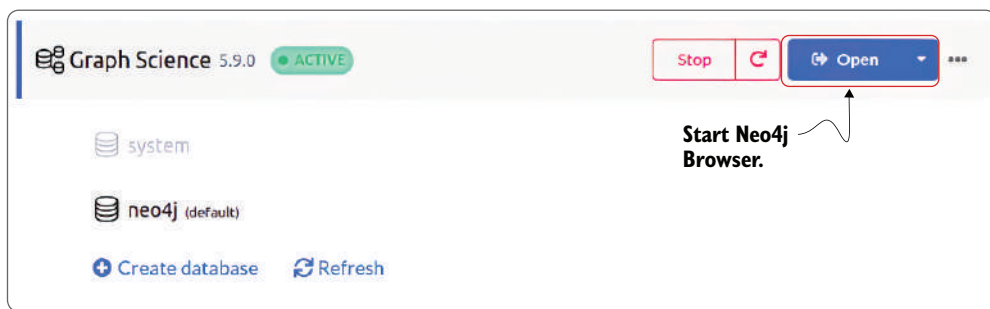 Graph Science 5.9.0 ACTIVE Stop Open
Start Neo4j
Browser.
system
neo4j (default)
Create database Refresh